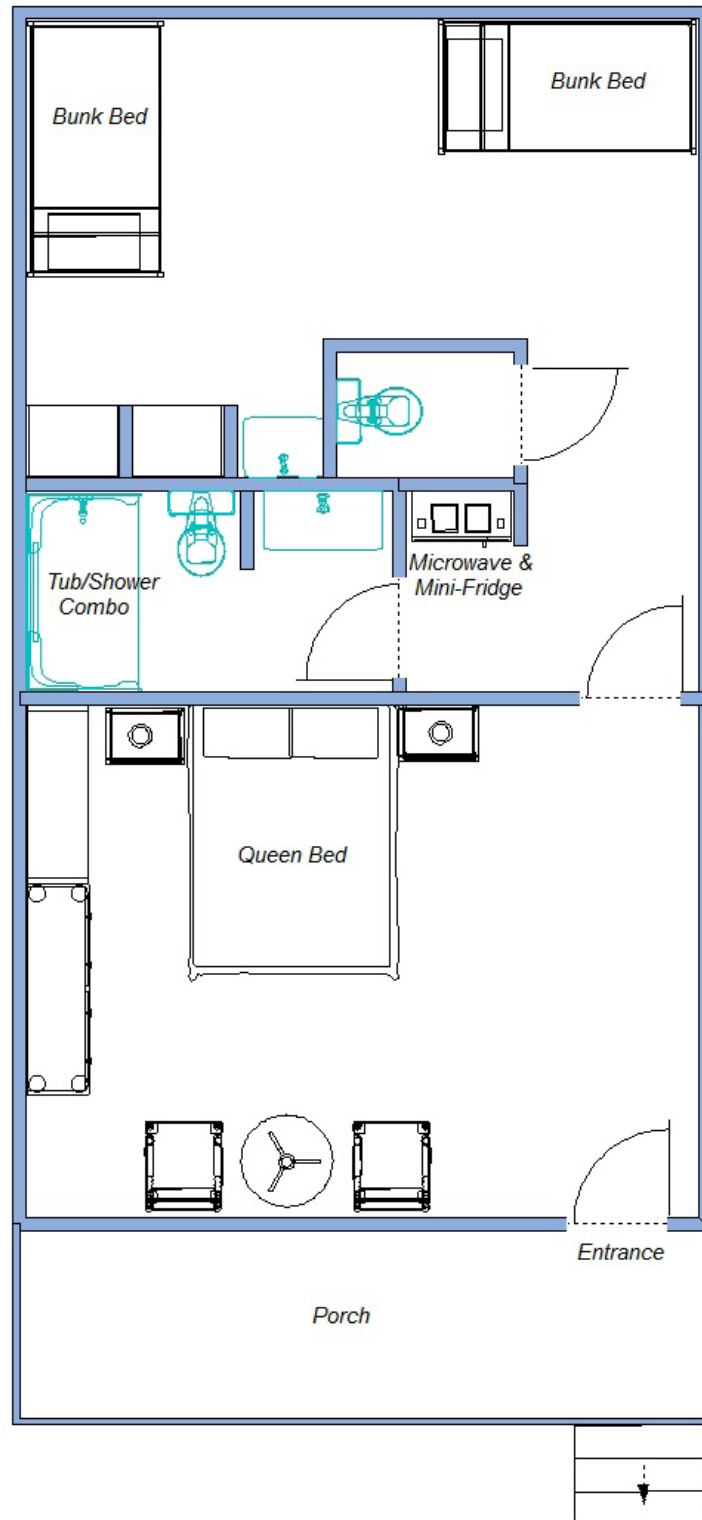 Bunk Bed
Bunk Bed
Microwave &
Mini-Fridge
Tub/Shower
Combo
Queen Bed
Entrance
Porch